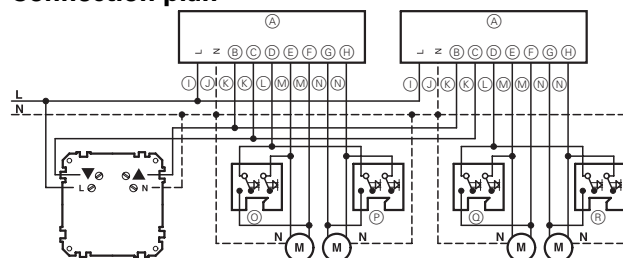 Connection plan
A A
L N B C D E F G H L N B C D E F G H
I J K K L M M N N I J K K L M M N N
L
N
L N
O P Q R
N M M N N M M N